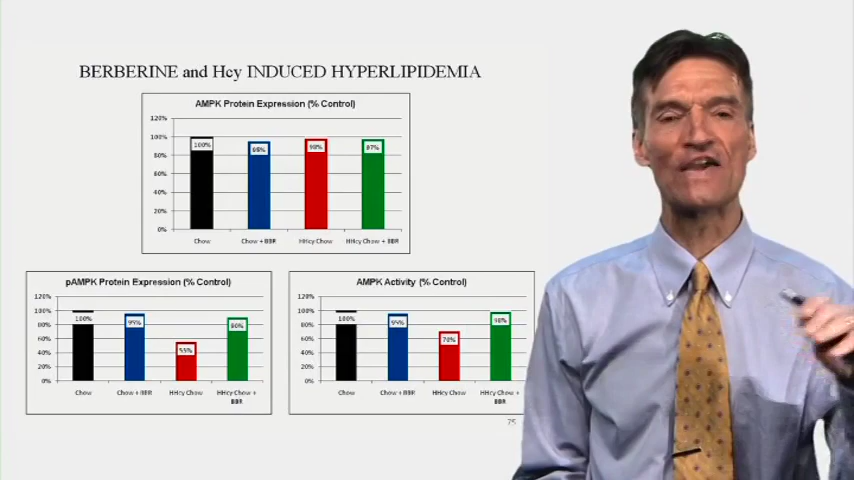 BERBERINE and Hcy INDUCED HYPERLIPIDEMIA
AMPK Protein Expression (% Control)
120%
100%
80%
60%
40%
20%
0%
100%
98%
97%
Chow
Chow + BBR
HHcy Chow
HHcy Chow + BBR
pAMPK Protein Expression (% Control)
120%
100%
80%
60%
40%
20%
0%
100%
95%
55%
Chow
Chow + BBR
HHcy Chow
HHcy Chow +
BBR
AMPK Activity (% Control)
120%
100%
80%
60%
40%
20%
0%
100%
95%
70%
98%
Chow
Chow + BBR
HHcy Chow
HHcy Chow +
BBR
75